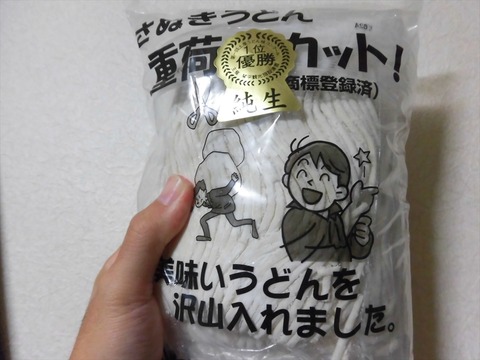 さぬきうどん
重荷 カット!
1位
優勝
商標登録済)
純生
美味いうどんを
沢山入れました。